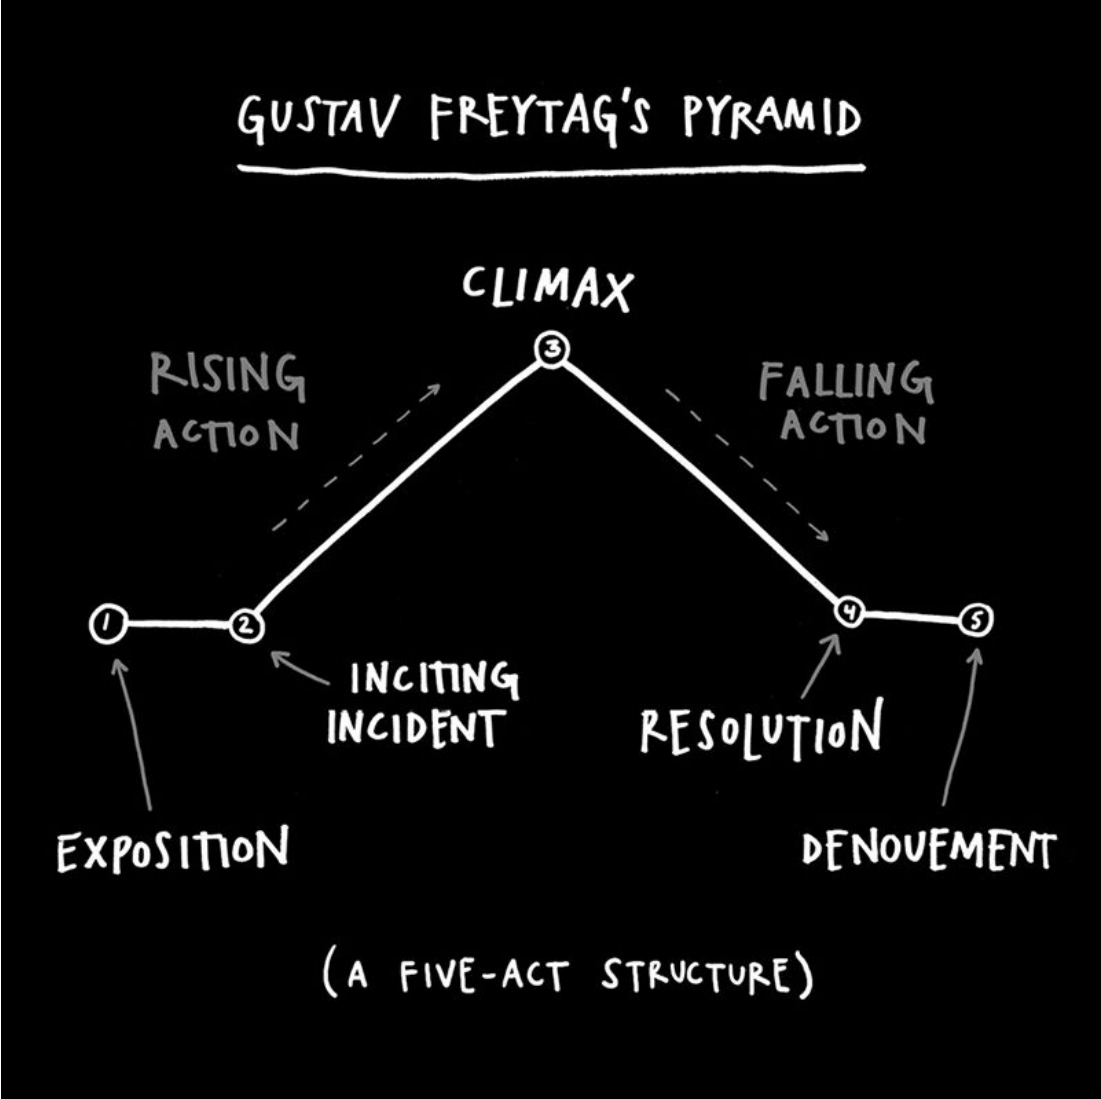 GUSTAV FREYTAG'S PYRAMID
CLIMAX
3
RISING
ACTION
FALLING
ACTION
1
2
4
5
INCITING
INCIDENT
RESOLUTION
EXPOSITION
DENOUEMENT
(A FIVE-ACT STRUCTURE)